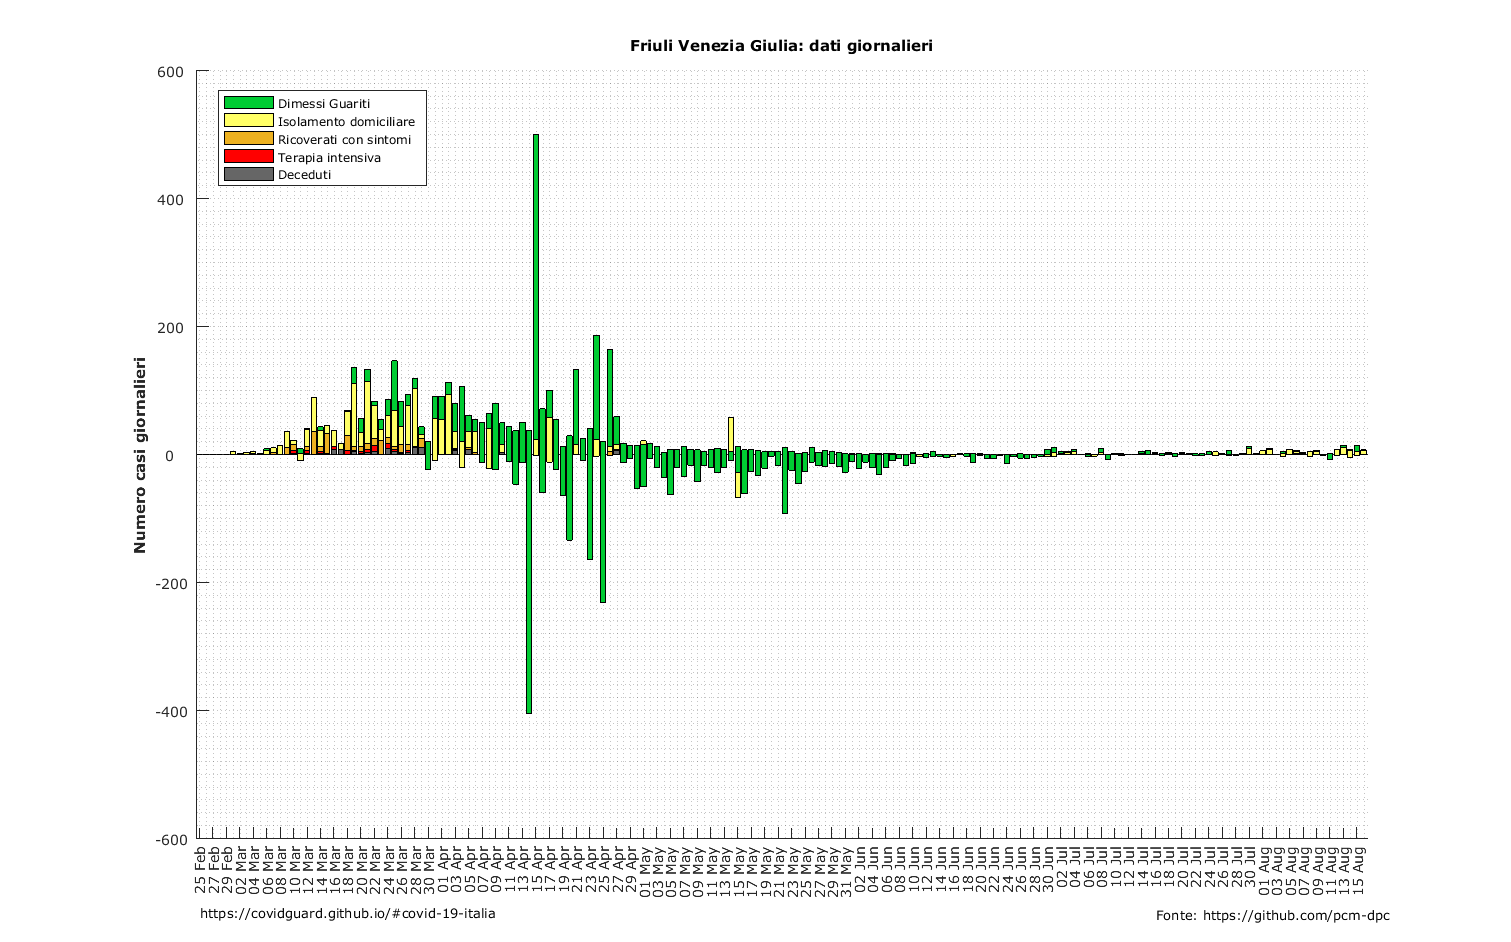 Friuli Venezia Giulia: dati giornalieri
600
400
200
0
-200
-400
-600
Numero casi giornalieri
Dimessi Guariti
Isolamento domiciliare
Ricoverati con sintomi
Terapia intensiva
Deceduti
25 Feb
27 Feb
29 Feb
02 Mar
04 Mar
06 Mar
08 Mar
10 Mar
12 Mar
14 Mar
16 Mar
18 Mar
20 Mar
22 Mar
24 Mar
26 Mar
28 Mar
30 Mar
01 Apr
03 Apr
05 Apr
07 Apr
09 Apr
11 Apr
13 Apr
15 Apr
17 Apr
19 Apr
21 Apr
23 Apr
25 Apr
27 Apr
29 Apr
01 May
03 May
05 May
07 May
09 May
11 May
13 May
15 May
17 May
19 May
21 May
23 May
25 May
27 May
29 May
31 May
02 Jun
04 Jun
06 Jun
08 Jun
10 Jun
12 Jun
14 Jun
16 Jun
18 Jun
20 Jun
22 Jun
24 Jun
26 Jun
28 Jun
30 Jun
02 Jul
04 Jul
06 Jul
08 Jul
10 Jul
12 Jul
14 Jul
16 Jul
18 Jul
20 Jul
22 Jul
24 Jul
26 Jul
28 Jul
30 Jul
01 Aug
03 Aug
05 Aug
07 Aug
09 Aug
11 Aug
13 Aug
15 Aug
https://covidguard.github.io/#covid-19-italia
Fonte: https://github.com/pcm-dpc